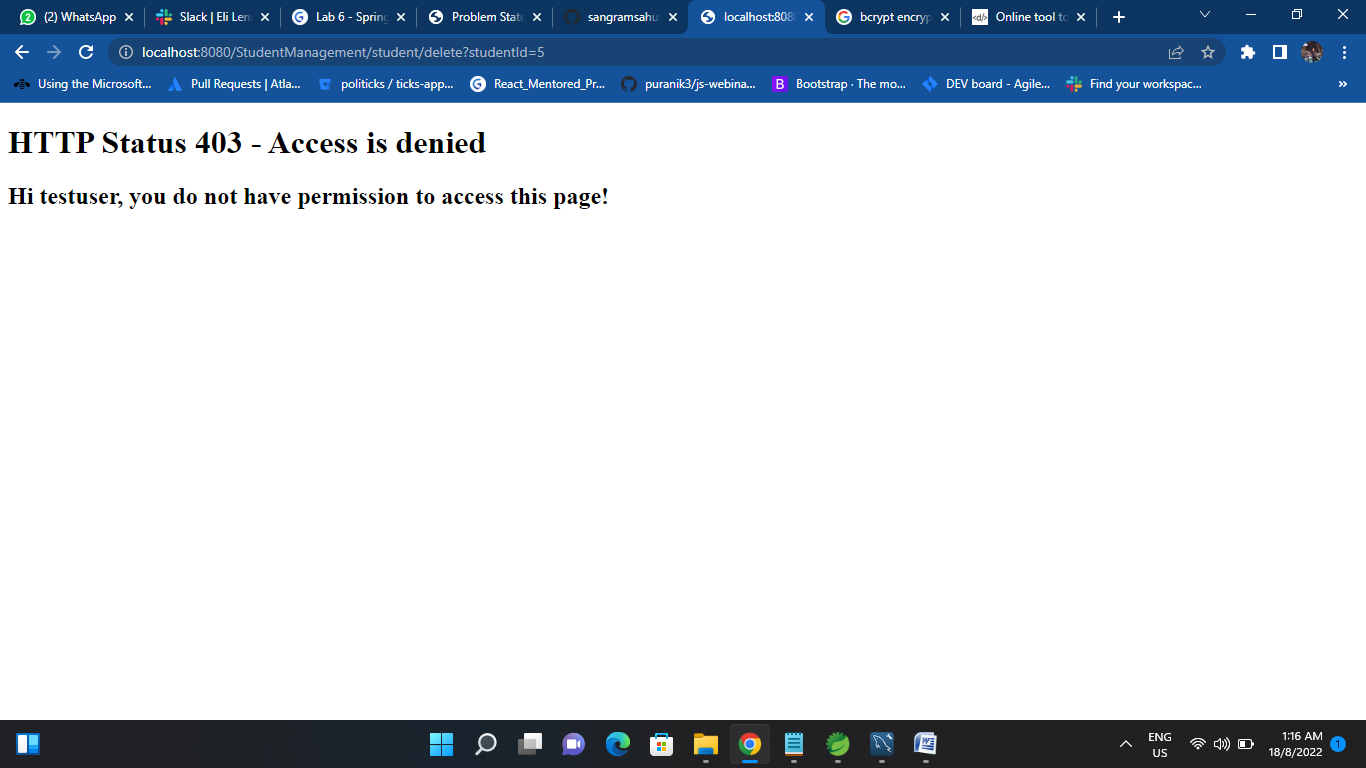 (2) WhatsApp
Slack | Eli Len
Lab 6 - Spring
Problem State
sangramsahu
localhost:808
bcrypt encryp
Online tool to
localhost:8080/StudentManagement/student/delete?studentId=5
Using the Microsoft...
Pull Requests | Atla...
politicks / ticks-app...
React_Mentored_Pr...
puranik3/js-webina...
B
Bootstrap · The mo...
DEV board - Agile...
Find your workspac...
»
HTTP Status 403 - Access is denied
Hi testuser, you do not have permission to access this page!
ENG
US
1:16 AM
18/8/2022
1